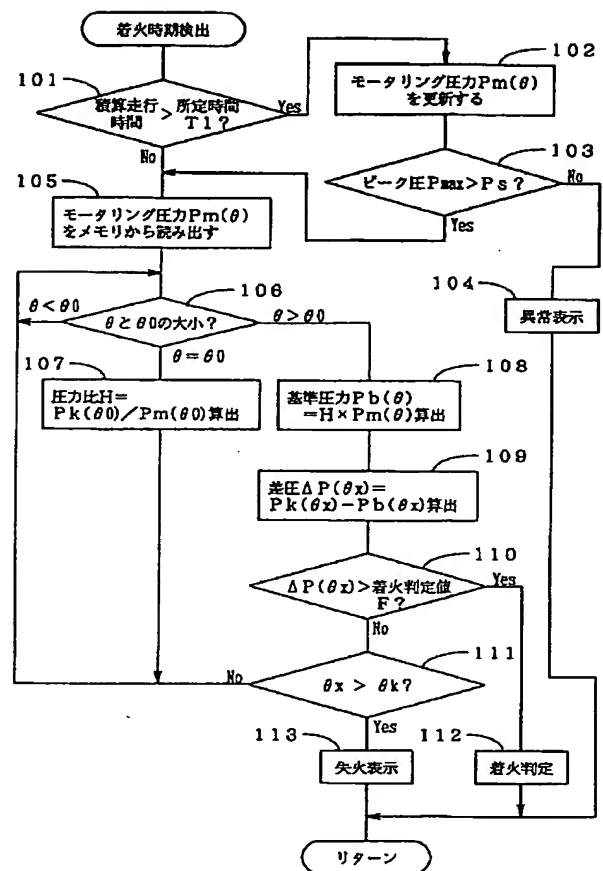 着火時期検出
101
積算走行 > 所定時間
時間 T1?
Yes
No
102
モータリング圧力Pm(θ)
を更新する
103
ピーク圧Pmax>Ps?
No
Yes
104
異常表示
105
モータリング圧力Pm(θ)
をメモリから読み出す
106
θとθ0の大小?
θ<θ0
θ>θ0
θ=θ0
107
圧力比H=
Pk(θ0)/Pm(θ0)算出
108
基準圧力Pb(θ)
=H×Pm(θ)算出
109
差圧ΔP(θx)=
Pk(θx)-Pb(θx)算出
110
ΔP(θx)>着火判定値
F?
Yes
No
111
θx > θk?
No
Yes
113
失火表示
112
着火判定
リターン